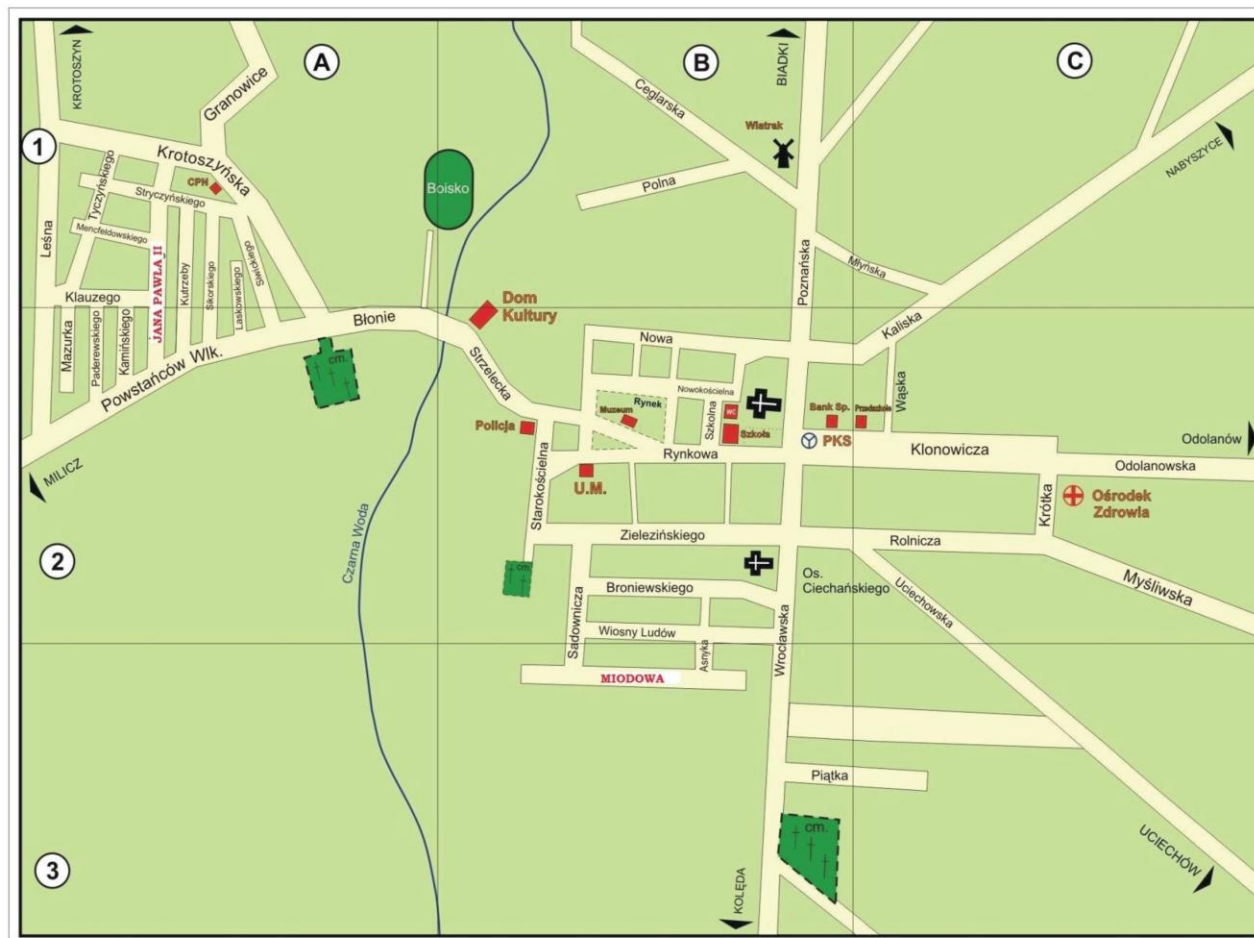 A
B
C
1
2
3
KROTOSZYN
Granowice
Krotoszyńska
CPN
Tyczyńskiego
Stryczyńskiego
Mencfeldowskiego
Leśna
JANA PAWŁA II
Kutrzeby
Sikorskiego
Laskowskiego
Siwickiego
Klauzego
Mazurka
Paderewskiego
Kamińskiego
Powstańców Wlk.
Błonie
MILICZ
cm.
Boisko
Czarna Woda
Dom
Kultury
Strzelecka
Policja
Starokościelna
U.M.
cm.
Ceglarska
BIADKI
Wiatrak
Polna
Poznańska
Młyńska
NABYSZYCE
Kaliska
Wąska
Nowa
Nowokościelna
Rynek
Muzeum
Szkolna
WC
Szkoła
Bank Sp.
Przedszkole
PKS
Rynkowa
Klonowicza
Odolanów
Odolanowska
Krótka
Ośrodek
Zdrowia
Zielezińskiego
Rolnicza
Myśliwska
Os.
Ciechańskiego
Uciechowska
Broniewskiego
Wiosny Ludów
Sadownicza
Asnyka
Wrocławska
MIODOWA
Piątka
cm.
KOLĘDA
UCIECHÓW